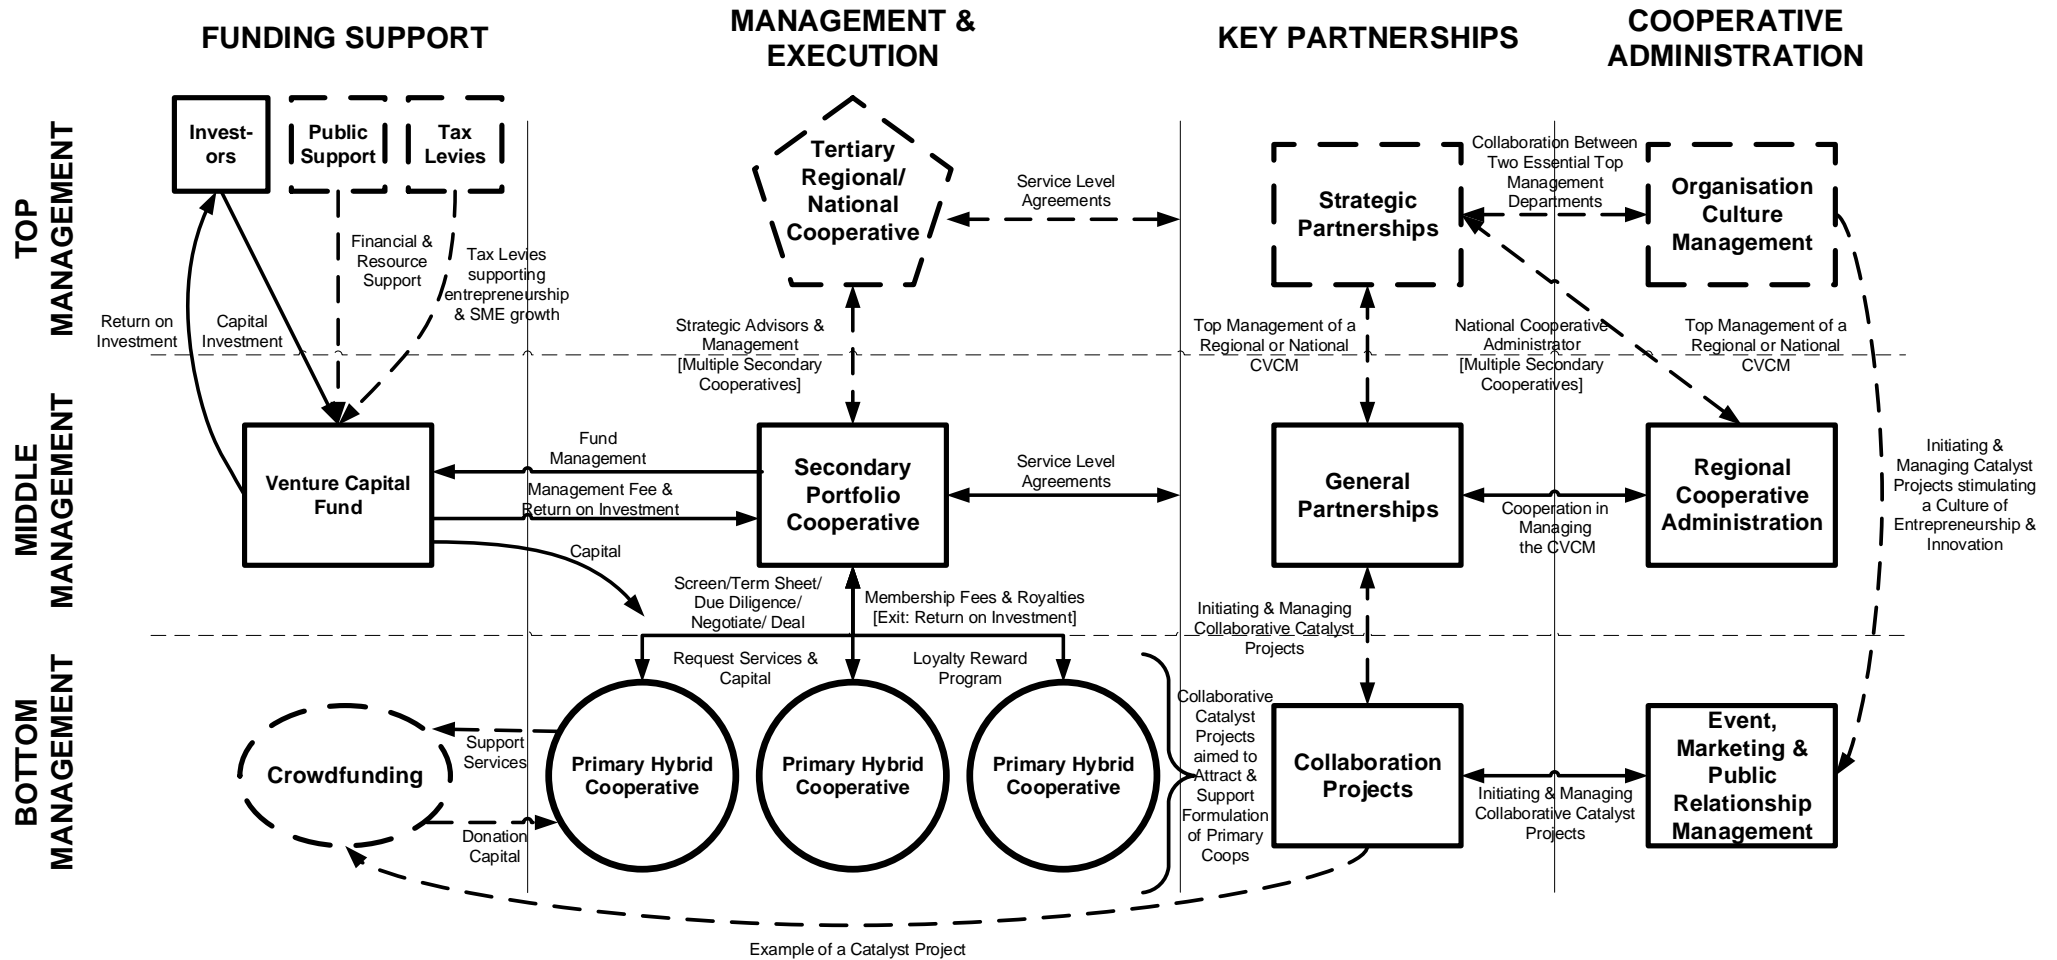 FUNDING SUPPORT
MANAGEMENT &
EXECUTION
KEY PARTNERSHIPS
COOPERATIVE
ADMINISTRATION
TOP
MANAGEMENT
Invest-
ors
Public
Support
Tax
Levies
Tertiary
Regional/
National
Cooperative
Service Level
Agreements
Strategic
Partnerships
Collaboration Between
Two Essential Top
Management
Departments
Organisation
Culture
Management
Financial &
Resource
Support
Tax Levies
supporting
entrepreneurship
& SME growth
Return on
Investment
Capital
Investment
Strategic Advisors &
Management
[Multiple Secondary
Cooperatives]
Top Management of a
Regional or National
CVCM
National Cooperative
Administrator
[Multiple Secondary
Cooperatives]
Top Management of a
Regional or National
CVCM
MIDDLE
MANAGEMENT
Venture Capital
Fund
Fund
Management
Management Fee &
Return on Investment
Capital
Secondary
Portfolio
Cooperative
Service Level
Agreements
General
Partnerships
Cooperation in
Managing
the CVCM
Regional
Cooperative
Administration
Initiating &
Managing Catalyst
Projects stimulating
a Culture of
Entrepreneurship &
Innovation
Screen/Term Sheet/
Due Diligence/
Negotiate/ Deal
Membership Fees & Royalties
[Exit: Return on Investment]
Initiating & Managing
Collaborative Catalyst
Projects
BOTTOM
MANAGEMENT
Request Services &
Capital
Loyalty Reward
Program
Crowdfunding
Support
Services
Donation
Capital
Primary Hybrid
Cooperative
Primary Hybrid
Cooperative
Primary Hybrid
Cooperative
Collaborative
Catalyst
Projects
aimed to
Attract &
Support
Formulation
of Primary
Coops
Collaboration
Projects
Initiating & Managing
Collaborative Catalyst
Projects
Event,
Marketing &
Public
Relationship
Management
Example of a Catalyst Project